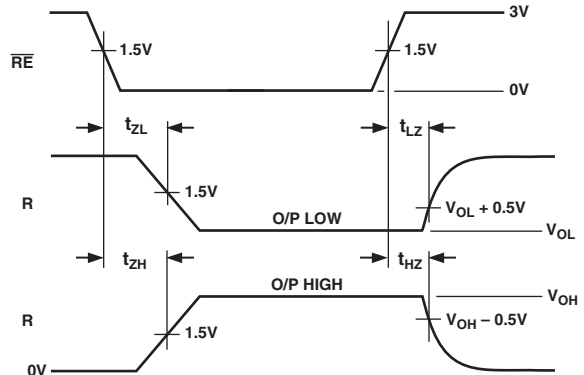 3V
1.5V
1.5V
RE
0V
tZL
tLZ
1.5V
R
O/P LOW
VOL + 0.5V
VOL
tZH
tHZ
O/P HIGH
VOH
R
1.5V
VOH – 0.5V
0V